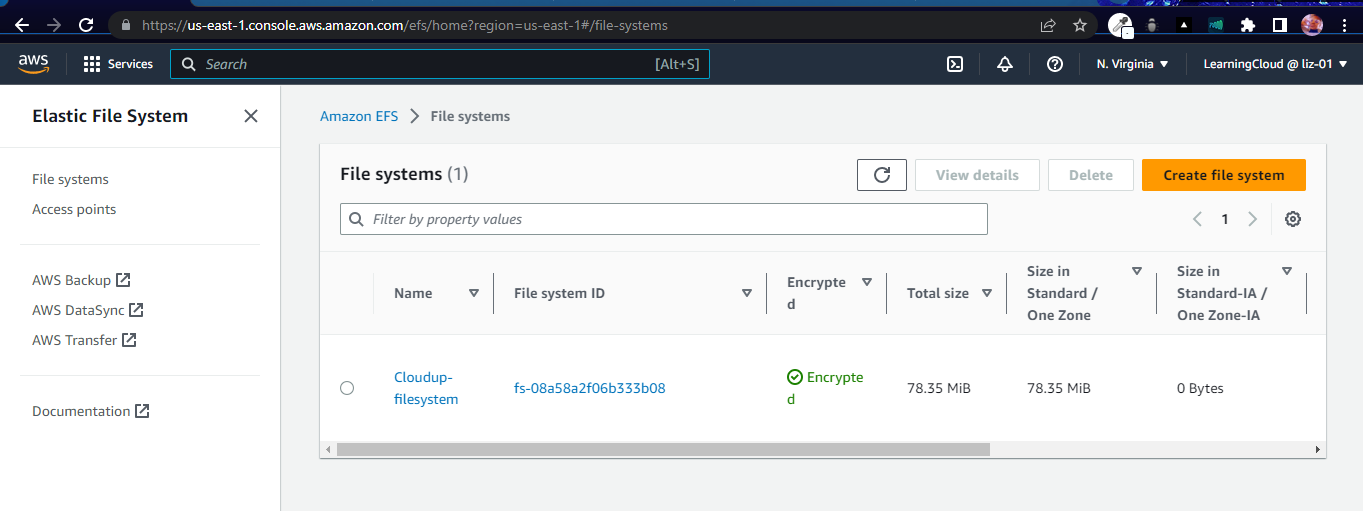 https://us-east-1.console.aws.amazon.com/efs/home?region=us-east-1#/file-systems
aws
Services
Search
[Alt+S]
N. Virginia
LearningCloud @ liz-01
Elastic File System
File systems
Access points
AWS Backup
AWS DataSync
AWS Transfer
Documentation
Amazon EFS
File systems
File systems (1)
View details
Delete
Create file system
Filter by property values
1
Name
File system ID
Encrypte
d
Total size
Size in
Standard /
One Zone
Size in
Standard-IA /
One Zone-IA
Cloudup-
filesystem
fs-08a58a2f06b333b08
Encrypte
d
78.35 MiB
78.35 MiB
0 Bytes